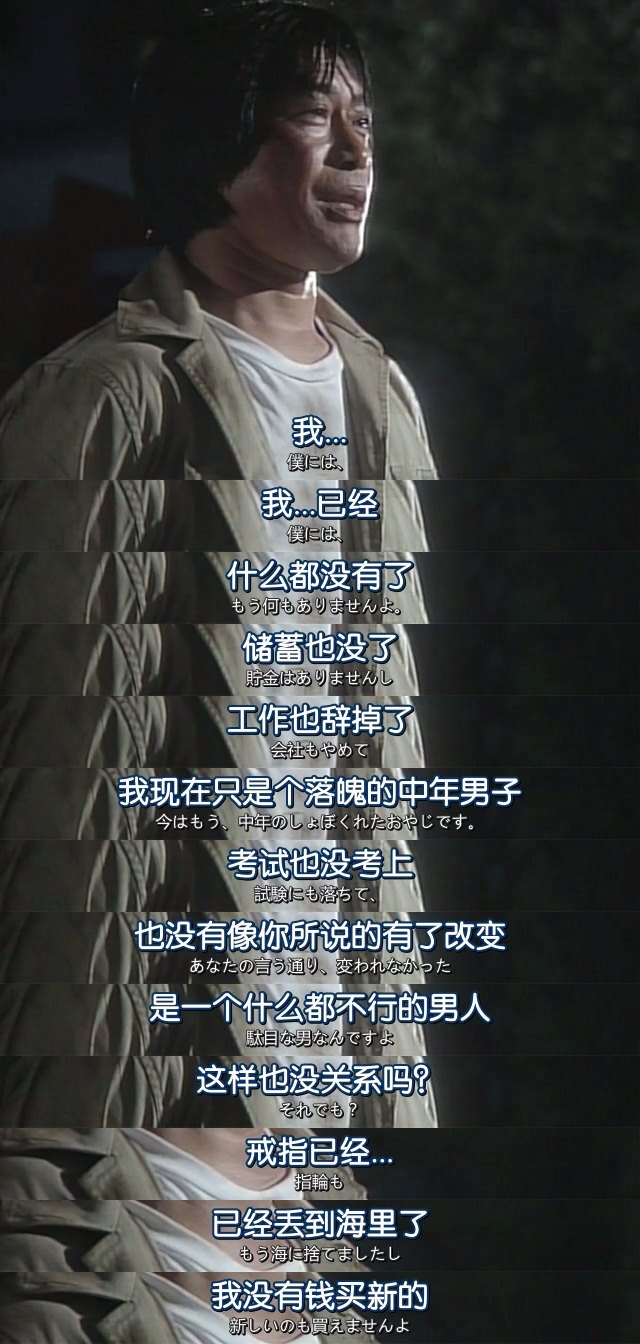 我...
僕には、
我...已经
僕には、
什么都没有了
もう何もありませんよ。
储蓄也没了
貯金はありませんし
工作也辞掉了
会社もやめて
我现在只是个落魄的中年男子
今はもう、中年のしょぼくれたおやじです。
考试也没考上
試験にも落ちて、
也没有像你所说的有了改变
あなたの言う通り、変われなかった
是一个什么都不行的男人
駄目な男なんですよ
这样也没关系吗?
それでも？
戒指已经...
指輪も
已经丢到海里了
もう海に捨てましたし
我没有钱买新的
新しいのも買えませんよ